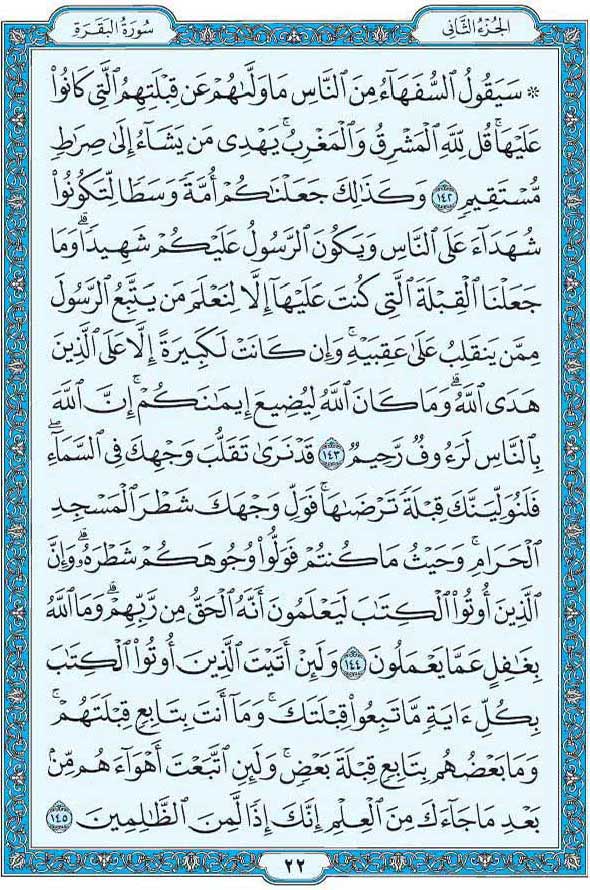 الجُزْءُ الثَّانِي
سُورَةُ البَقَرَةِ
۞ سَيَقُولُ ٱلسُّفَهَآءُ مِنَ ٱلنَّاسِ مَا وَلَّىٰهُمْ عَن قِبْلَتِهِمُ ٱلَّتِى كَانُوا۟
عَلَيْهَا ۚ قُل لِّلَّهِ ٱلْمَشْرِقُ وَٱلْمَغْرِبُ ۚ يَهْدِى مَن يَشَآءُ إِلَىٰ صِرَٰطٍ
مُّسْتَقِيمٍ ١٤٢ وَكَذَٰلِكَ جَعَلْنَٰكُمْ أُمَّةً وَسَطًا لِّتَكُونُوا۟
شُهَدَآءَ عَلَى ٱلنَّاسِ وَيَكُونَ ٱلرَّسُولُ عَلَيْكُمْ شَهِيدًا ۗ وَمَا
جَعَلْنَا ٱلْقِبْلَةَ ٱلَّتِى كُنتَ عَلَيْهَآ إِلَّا لِنَعْلَمَ مَن يَتَّبِعُ ٱلرَّسُولَ
مِمَّن يَنقَلِبُ عَلَىٰ عَقِبَيْهِ ۚ وَإِن كَانَتْ لَكَبِيرَةً إِلَّا عَلَى ٱلَّذِينَ
هَدَى ٱللَّهُ ۗ وَمَا كَانَ ٱللَّهُ لِيُضِيعَ إِيمَٰنَكُمْ ۚ إِنَّ ٱللَّهَ
بِٱلنَّاسِ لَرَءُوفٌ رَّحِيمٌ ١٤٣ قَدْ نَرَىٰ تَقَلُّبَ وَجْهِكَ فِى ٱلسَّمَآءِ ۖ
فَلَنُوَلِّيَنَّكَ قِبْلَةً تَرْضَىٰهَا ۚ فَوَلِّ وَجْهَكَ شَطْرَ ٱلْمَسْجِدِ
ٱلْحَرَامِ ۚ وَحَيْثُ مَا كُنتُمْ فَوَلُّوا۟ وُجُوهَكُمْ شَطْرَهُۥ ۗ وَإِنَّ
ٱلَّذِينَ أُوتُوا۟ ٱلْكِتَٰبَ لَيَعْلَمُونَ أَنَّهُ ٱلْحَقُّ مِن رَّبِّهِمْ ۗ وَمَا ٱللَّهُ
بِغَٰفِلٍ عَمَّا يَعْمَلُونَ ١٤٤ وَلَئِنْ أَتَيْتَ ٱلَّذِينَ أُوتُوا۟ ٱلْكِتَٰبَ
بِكُلِّ ءَايَةٍ مَّا تَبِعُوا۟ قِبْلَتَكَ ۚ وَمَآ أَنتَ بِتَابِعٍ قِبْلَتَهُمْ ۚ
وَمَا بَعْضُهُم بِتَابِعٍ قِبْلَةَ بَعْضٍ ۚ وَلَئِنِ ٱتَّبَعْتَ أَهْوَآءَهُم مِّنۢ
بَعْدِ مَا جَآءَكَ مِنَ ٱلْعِلْمِ ۙ إِنَّكَ إِذًا لَّمِنَ ٱلظَّٰلِمِينَ ١٤٥
٢٢